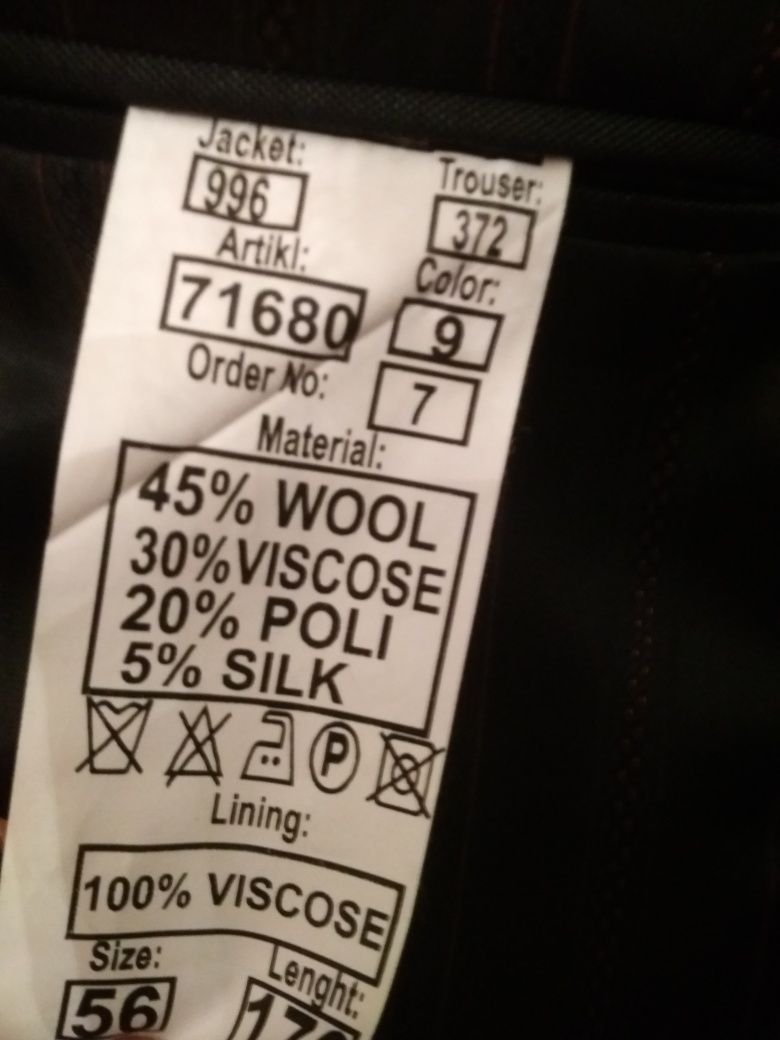 Jacket:
996
Trouser:
372
Artikl:
71680
Color:
9
Order No:
7
Material:
45% WOOL
30% VISCOSE
20% POLI
5% SILK
P
Lining:
100% VISCOSE
Size:
56
Lenght: